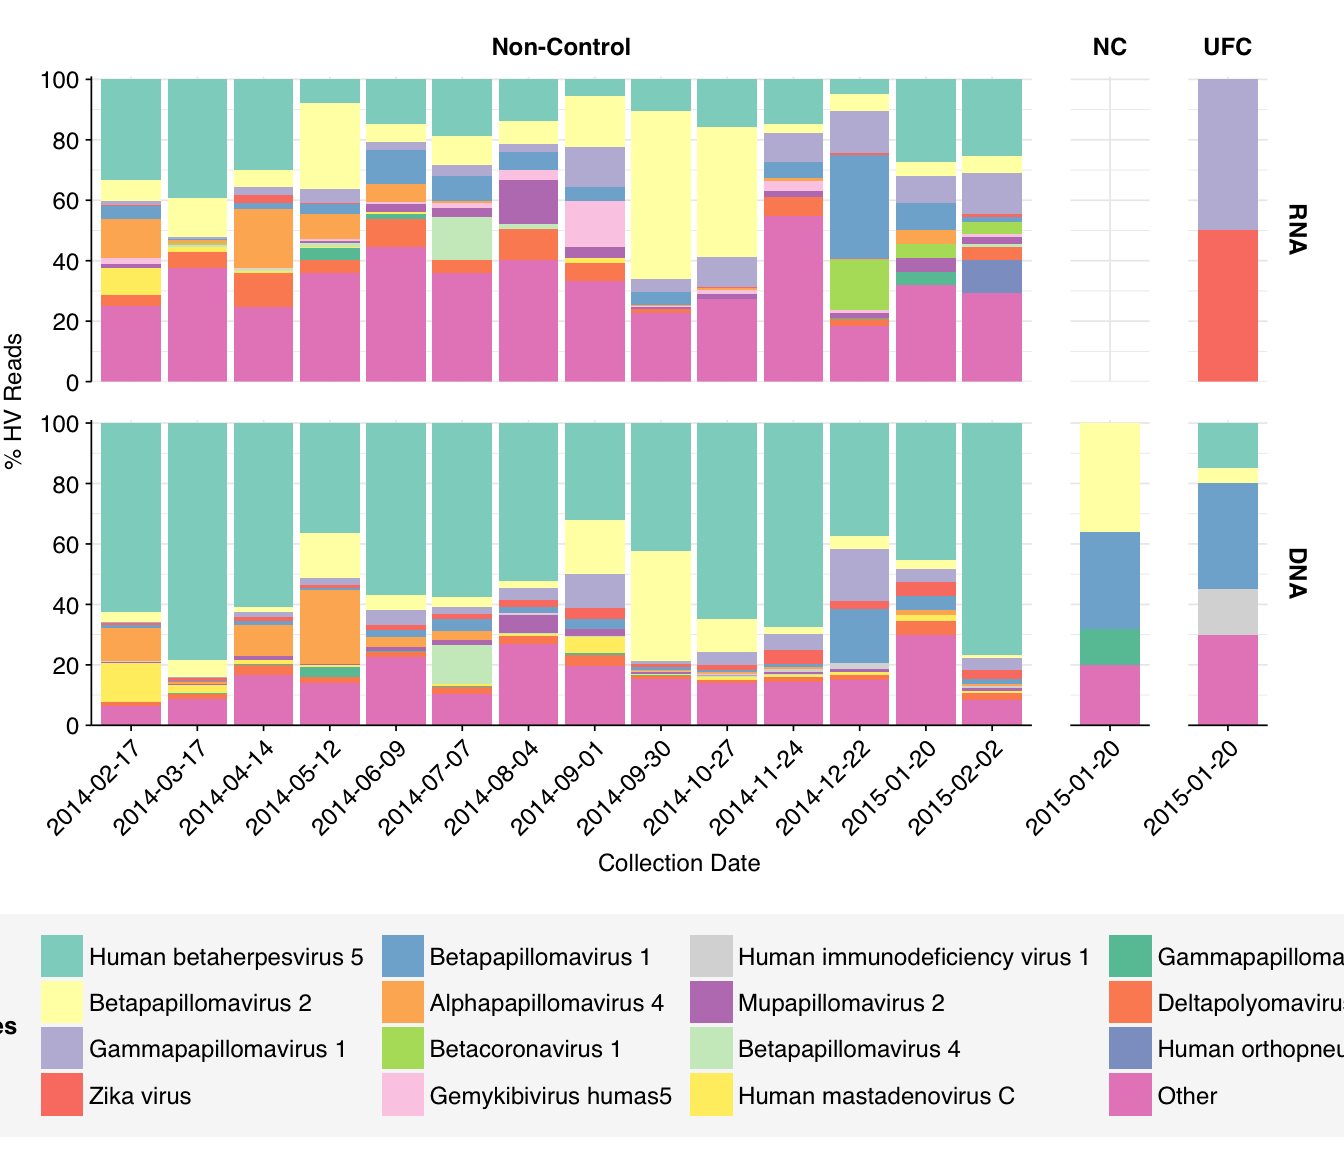 Non-Control NC UFC
100
80
60
40
20
0
RNA
% HV Reads
100
80
60
40
20
0
DNA
2014-02-17 2014-03-17 2014-04-14 2014-05-12 2014-06-09 2014-07-07 2014-08-04 2014-09-01 2014-09-30 2014-10-27 2014-11-24 2014-12-22 2015-01-20 2015-02-02 2015-01-20 2015-01-20
Collection Date
Human betaherpesvirus 5 Betapapillomavirus 1 Human immunodeficiency virus 1 Gammapapilloma
Betapapillomavirus 2 Alphapapillomavirus 4 Mupapillomavirus 2 Deltapolyomavirus
es
Gammapapillomavirus 1 Betacoronavirus 1 Betapapillomavirus 4 Human orthopneu
Zika virus Gemykibivirus humas5 Human mastadenovirus C Other